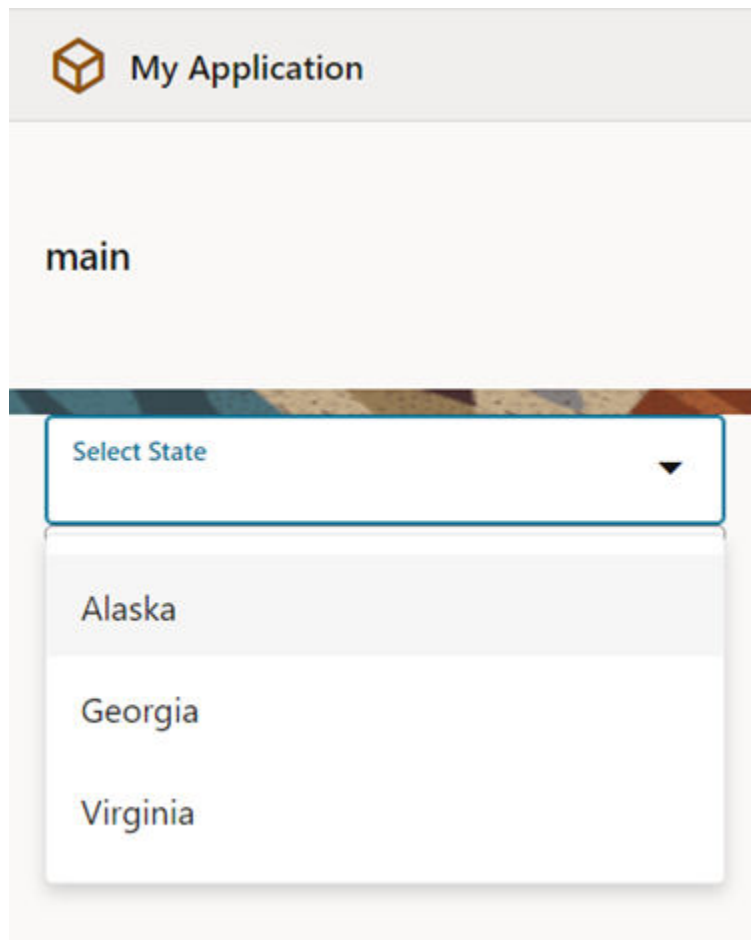 My Application
main
Select State
Alaska
Georgia
Virginia